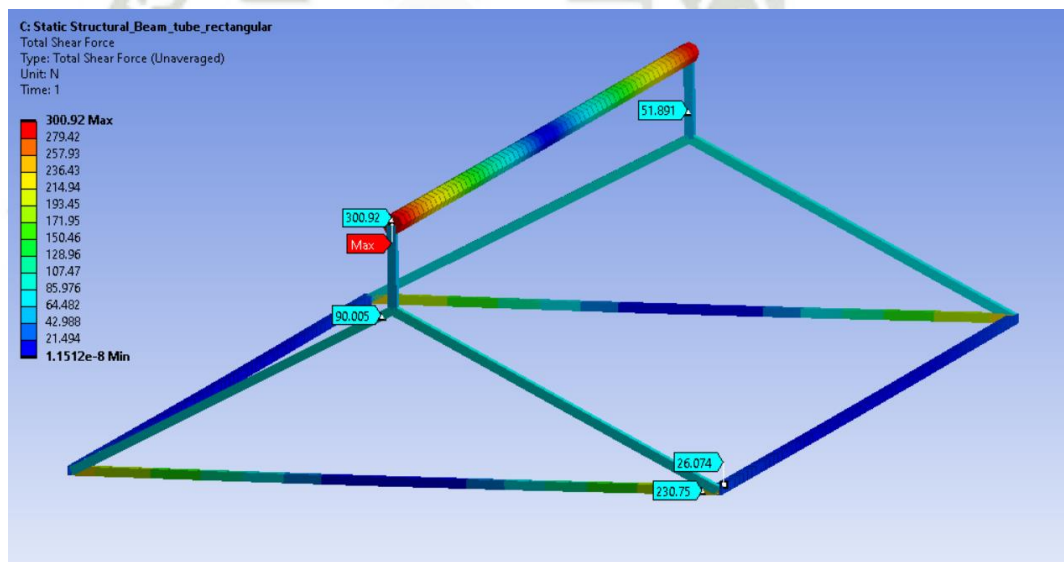 C: Static Structural_Beam_tube_rectangular
Total Shear Force
Type: Total Shear Force (Unaveraged)
Unit: N
Time: 1
300.92 Max
279.42
257.93
236.43
214.94
193.45
171.95
150.46
128.96
107.47
85.976
64.482
42.988
21.494
1.1512e-8 Min
51.891
300.92
Max
90.005
26.074
230.75